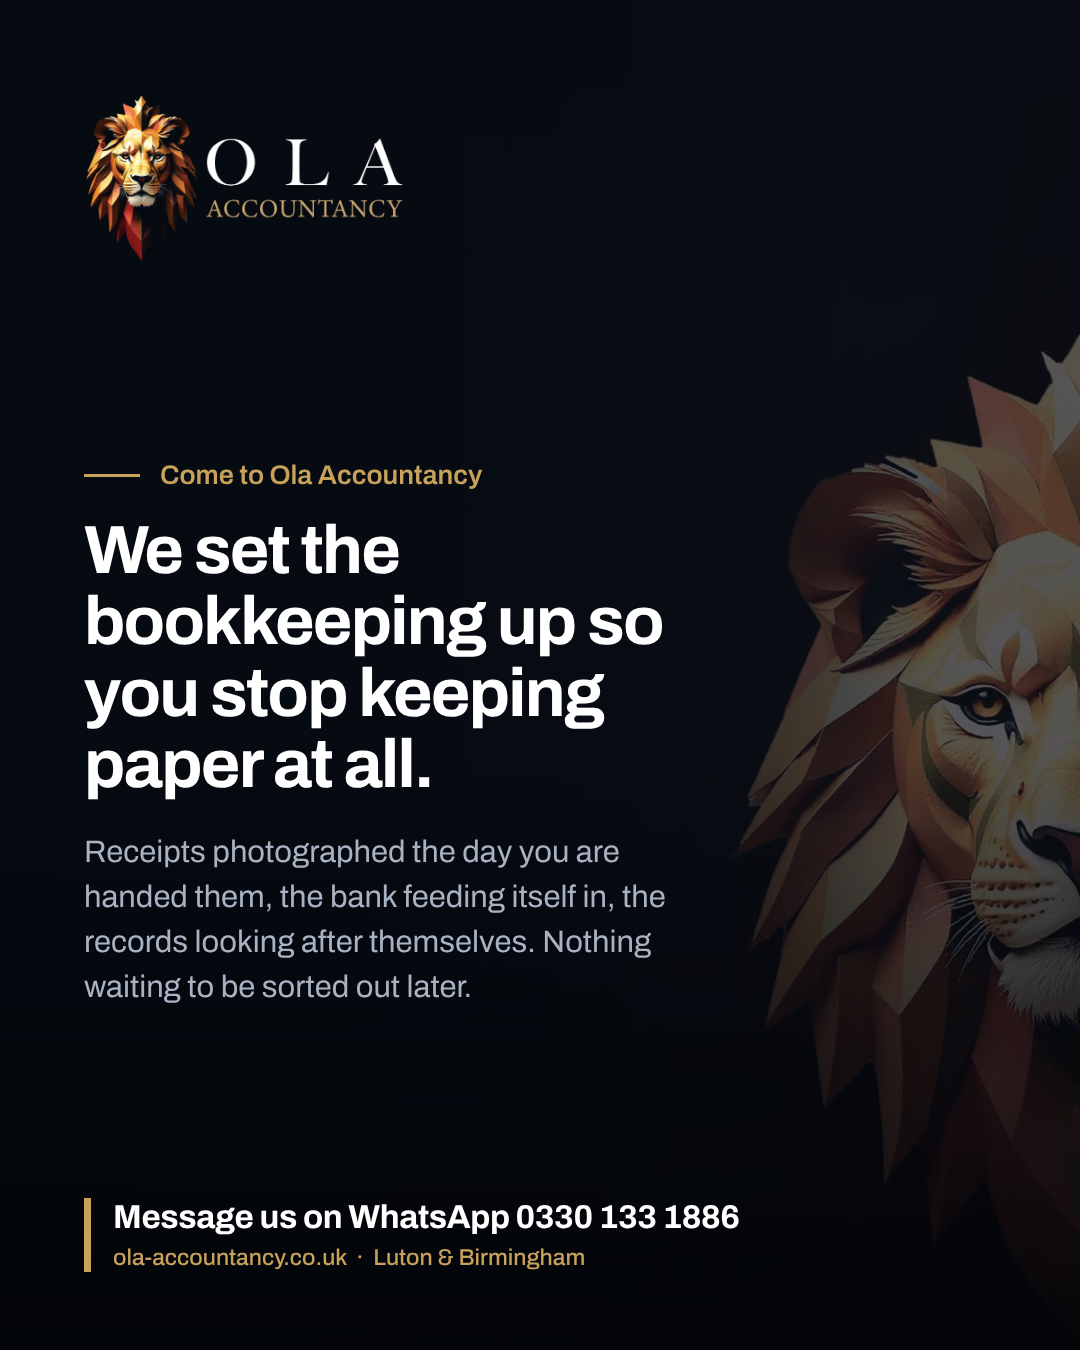 OLA
ACCOUNTANCY
Come to Ola Accountancy
We set the
bookkeeping up so
you stop keeping
paper at all.
Receipts photographed the day you are
handed them, the bank feeding itself in, the
records looking after themselves. Nothing
waiting to be sorted out later.
Message us on WhatsApp 0330 133 1886
ola-accountancy.co.uk · Luton & Birmingham